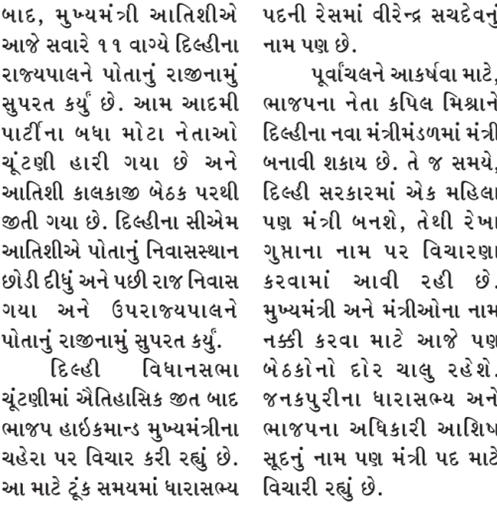 બાદ, મુખ્યમંત્રી આતિશીએ
આજે સવારે ૧૧ વાગ્યે દિલ્હીના
રાજ્યપાલને પોતાનું રાજીનામું
સુપરત કર્યું છે. આમ આદમી
પાર્ટીના બધા મોટા નેતાઓ
ચૂંટણી હારી ગયા છે અને
આતિશી કાલકાજી બેઠક પરથી
જીતી ગયા છે. દિલ્હીના સીએમ
આતિશીએ પોતાનું નિવાસસ્થાન
છોડી દીધું અને પછી રાજ નિવાસ
ગયા અને ઉપરાજ્યપાલને
પોતાનું રાજીનામું સુપરત કર્યું.
દિલ્હી વિધાનસભા
ચૂંટણીમાં ઐતિહાસિક જીત બાદ
ભાજપ હાઇકમાન્ડ મુખ્યમંત્રીના
ચહેરા પર વિચાર કરી રહ્યું છે.
આ માટે ટૂંક સમયમાં ધારાસભ્ય
પદની રેસમાં વીરેન્દ્ર સચદેવનું
નામ પણ છે.
પૂર્વાંચલને આકર્ષવા માટે,
ભાજપના નેતા કપિલ મિશ્રાને
દિલ્હીના નવા મંત્રીમંડળમાં મંત્રી
બનાવી શકાય છે. તે જ સમયે,
દિલ્હી સરકારમાં એક મહિલા
પણ મંત્રી બનશે, તેથી રેખા
ગુપ્તાના નામ પર વિચારણા
કરવામાં આવી રહી છે.
મુખ્યમંત્રી અને મંત્રીઓના નામ
નક્કી કરવા માટે આજે પણ
બેઠકોનો દૌર ચાલુ રહેશે.
જનકપુરીના ધારાસભ્ય અને
ભાજપના અધિકારી આશિષ
સૂદનું નામ પણ મંત્રી પદ માટે
વિચારી રહ્યું છે.